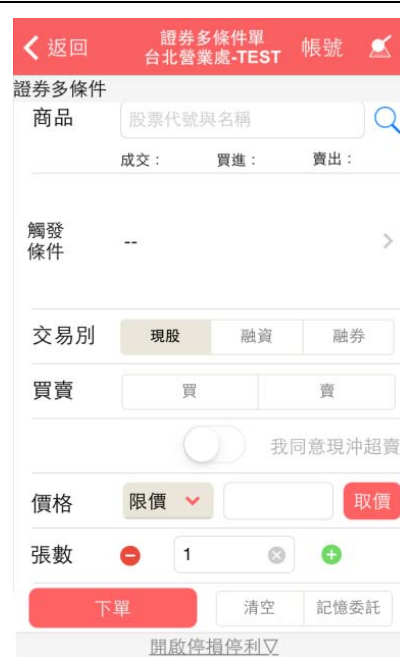 返回
證券多條件單
台北營業處-TEST
帳號
證券多條件
商品
股票代號與名稱
成交：
買進：
賣出：
觸發
條件
--
交易別
現股
融資
融券
買賣
買
賣
我同意現沖超賣
價格
限價
取價
張數
1
下單
清空
記憶委託
開啟停損停利▽